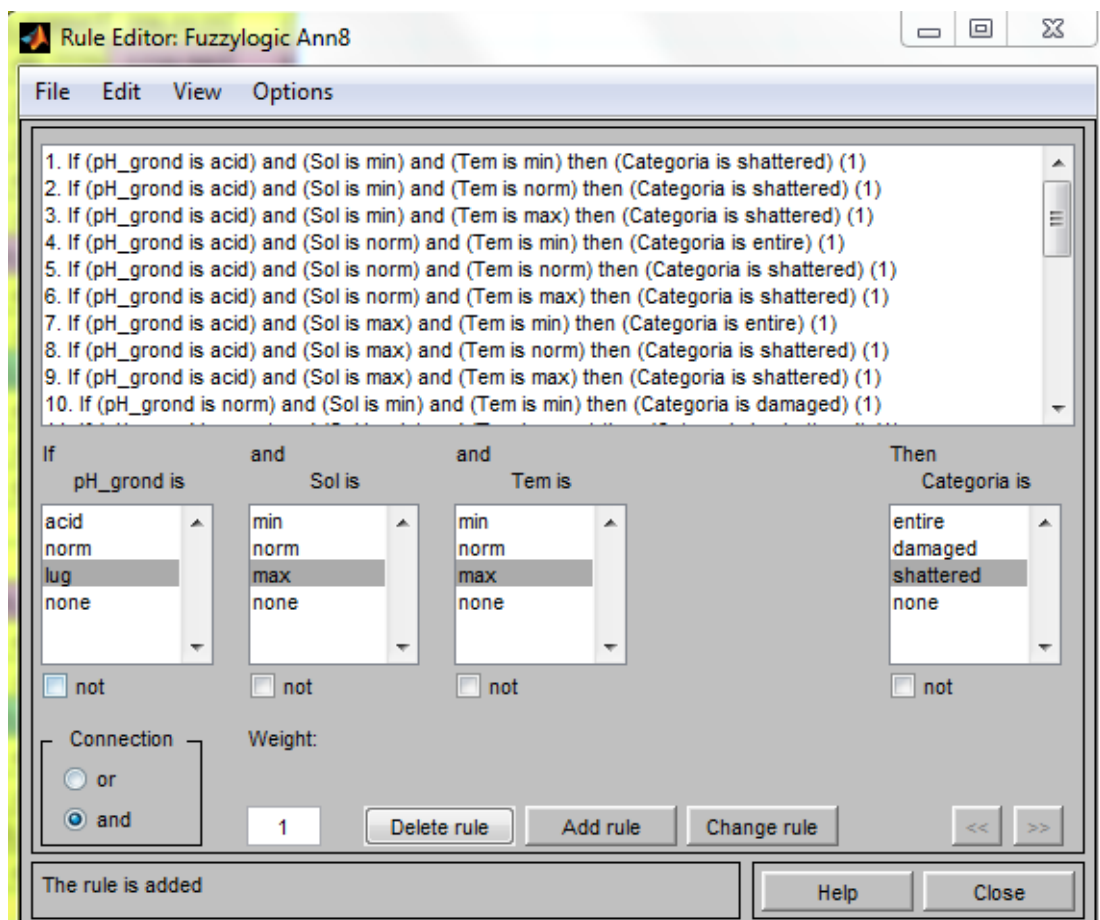 Rule Editor: Fuzzylogic Ann8
File Edit View Options
1. If (pH_grond is acid) and (Sol is min) and (Tem is min) then (Categoria is shattered) (1)
2. If (pH_grond is acid) and (Sol is min) and (Tem is norm) then (Categoria is shattered) (1)
3. If (pH_grond is acid) and (Sol is min) and (Tem is max) then (Categoria is shattered) (1)
4. If (pH_grond is acid) and (Sol is norm) and (Tem is min) then (Categoria is entire) (1)
5. If (pH_grond is acid) and (Sol is norm) and (Tem is norm) then (Categoria is shattered) (1)
6. If (pH_grond is acid) and (Sol is norm) and (Tem is max) then (Categoria is shattered) (1)
7. If (pH_grond is acid) and (Sol is max) and (Tem is min) then (Categoria is entire) (1)
8. If (pH_grond is acid) and (Sol is max) and (Tem is norm) then (Categoria is shattered) (1)
9. If (pH_grond is acid) and (Sol is max) and (Tem is max) then (Categoria is shattered) (1)
10. If (pH_grond is norm) and (Sol is min) and (Tem is min) then (Categoria is damaged) (1)
If and and Then
pH_grond is Sol is Tem is Categoria is
acid min min entire
norm norm norm damaged
lug max max shattered
none none none none
not not not not
Connection Weight:
or
and 1 Delete rule Add rule Change rule << >>
The rule is added Help Close